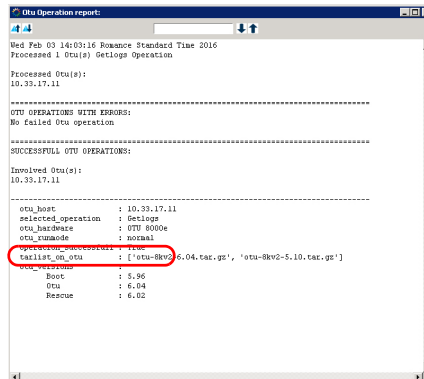 Otu Operation report:
Wed Feb 03 14:03:16 Romance Standard Time 2016
Processed 1 Otu(s) Getlogs Operation
Processed Otu(s):
10.33.17.11
================================================================================
OTU OPERATIONS WITH ERRORS:
No failed Otu operation
================================================================================
SUCCESSFULL OTU OPERATIONS:
Involved Otu(s):
10.33.17.11
--------------------------------------------------------------------------------
otu_host : 10.33.17.11
selected_operation : Getlogs
otu_hardware : OTU 8000e
otu_runmode : normal
operation_successfull : True
tarlist_on_otu : ['otu-8kv2-6.04.tar.gz', 'otu-8kv2-5.10.tar.gz']
otu_versions :
Boot : 5.96
Otu : 6.04
Rescue : 6.02